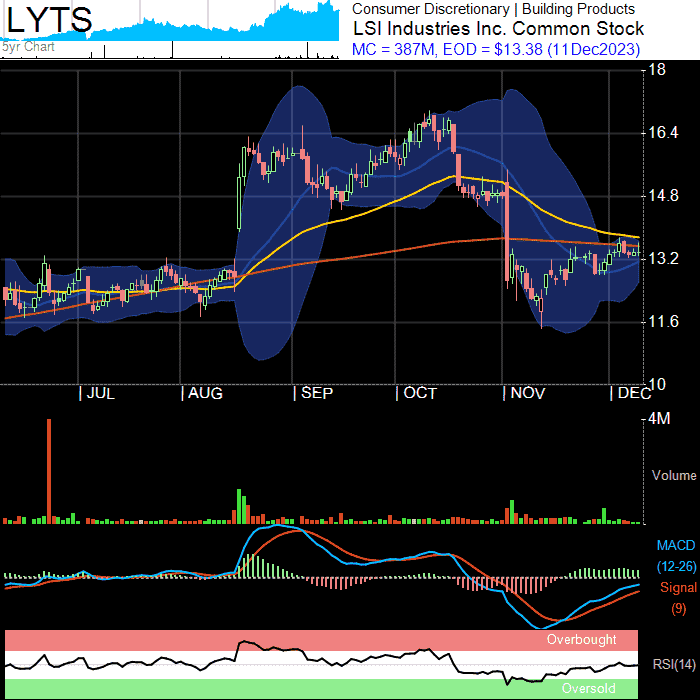 LYTS
5yr Chart
Consumer Discretionary | Building Products
LSI Industries Inc. Common Stock
MC = 387M, EOD = $13.38 (11Dec2023)
18
16.4
14.8
13.2
11.6
10
| JUL | AUG | SEP | OCT | NOV | DEC
4M
Volume
MACD
(12-26)
Signal
(9)
Overbought
RSI(14)
Oversold